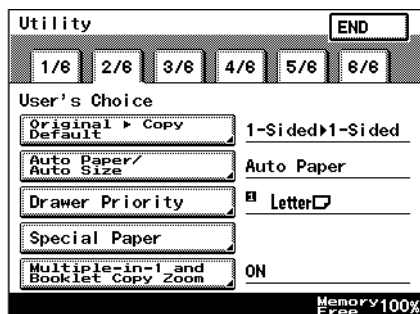 Utility
END
1/6 2/6 3/6 4/6 5/6 6/6
User's Choice
Original ▸ Copy
Default
1-Sided▸1-Sided
Auto Paper/
Auto Size
Auto Paper
Drawer Priority
1 Letter
Special Paper
Multiple-in-1 and
Booklet Copy Zoom
ON
Memory
Free 100%